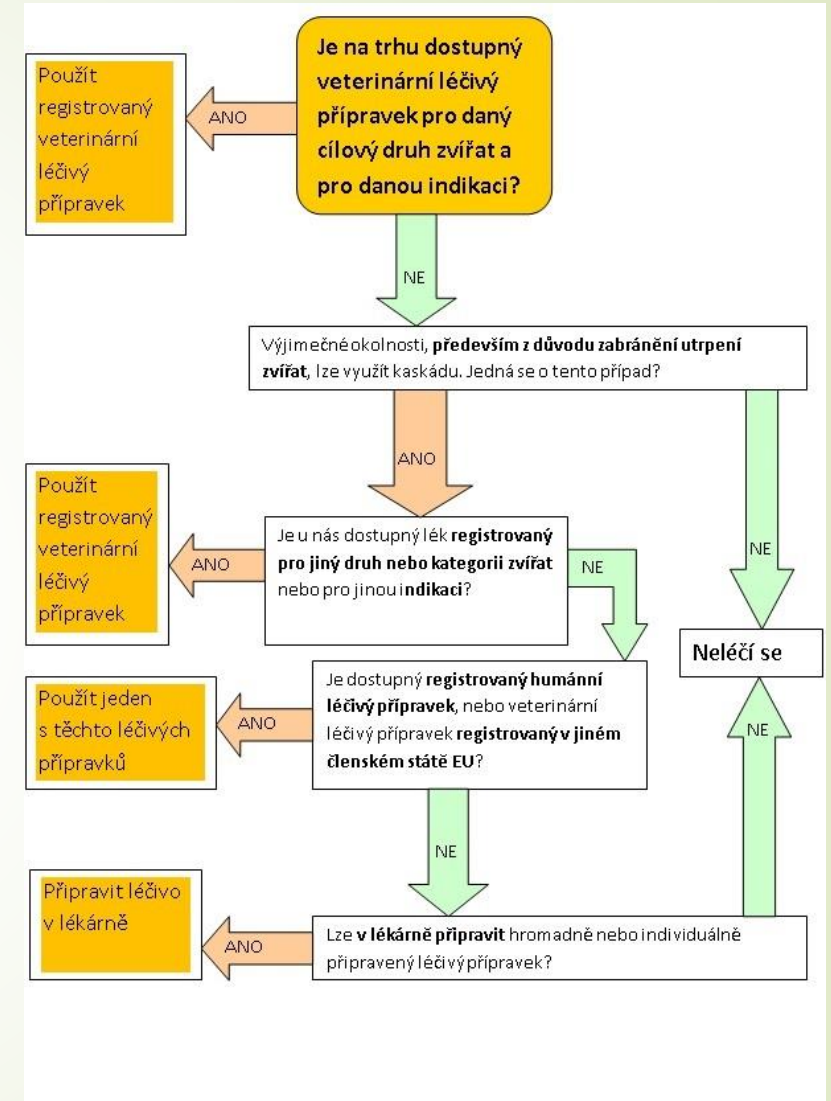 Je na trhu dostupný
veterinární léčivý
přípravek pro daný
cílový druh zvířat a
pro danou indikaci?
ANO
Použít
registrovaný
veterinární
léčivý
přípravek
NE
Výjimečné okolnosti, především z důvodu zabránění utrpení
zvířat, lze využít kaskádu. Jedná se o tento případ?
ANO
NE
Je u nás dostupný lék registrovaný
pro jiný druh nebo kategorii zvířat
nebo pro jinou indikaci?
ANO
Použít
registrovaný
veterinární
léčivý
přípravek
NE
Neléčí se
Je dostupný registrovaný humánní
léčivý přípravek, nebo veterinární
léčivý přípravek registrovaný v jiném
členském státě EU?
ANO
Použít jeden
s těchto léčivých
přípravků
NE
NE
Lze v lékárně připravit hromadně nebo individuálně
připravený léčivý přípravek?
ANO
Připravit léčivo
v lékárně